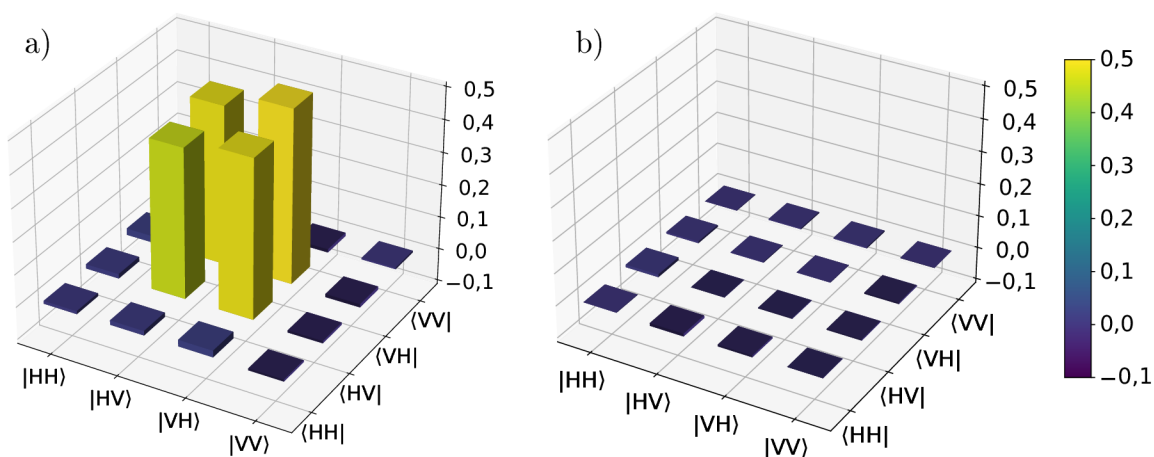 a)
0,5
0,4
0,3
0,2
0,1
0,0
−0,1
|HH⟩
|HV⟩
|VH⟩
|VV⟩
⟨HH|
⟨HV|
⟨VH|
⟨VV|
b)
0,5
0,4
0,3
0,2
0,1
0,0
−0,1
|HH⟩
|HV⟩
|VH⟩
|VV⟩
⟨HH|
⟨HV|
⟨VH|
⟨VV|
0,5
0,4
0,3
0,2
0,1
0,0
−0,1